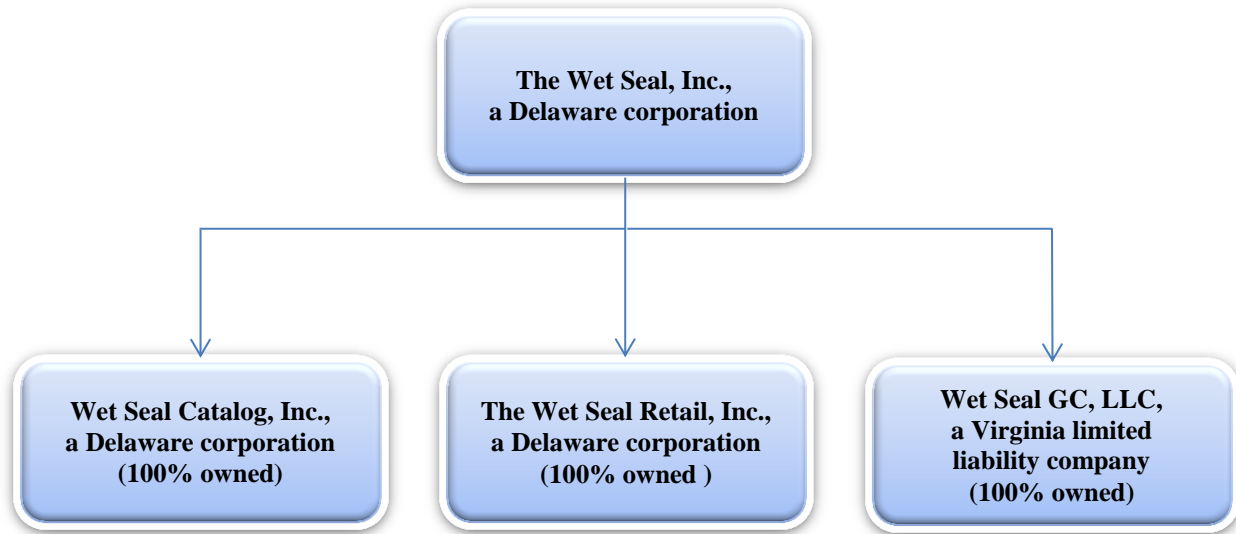 The Wet Seal, Inc.,
a Delaware corporation
Wet Seal Catalog, Inc.,
a Delaware corporation
(100% owned)
The Wet Seal Retail, Inc.,
a Delaware corporation
(100% owned )
Wet Seal GC, LLC,
a Virginia limited
liability company
(100% owned)